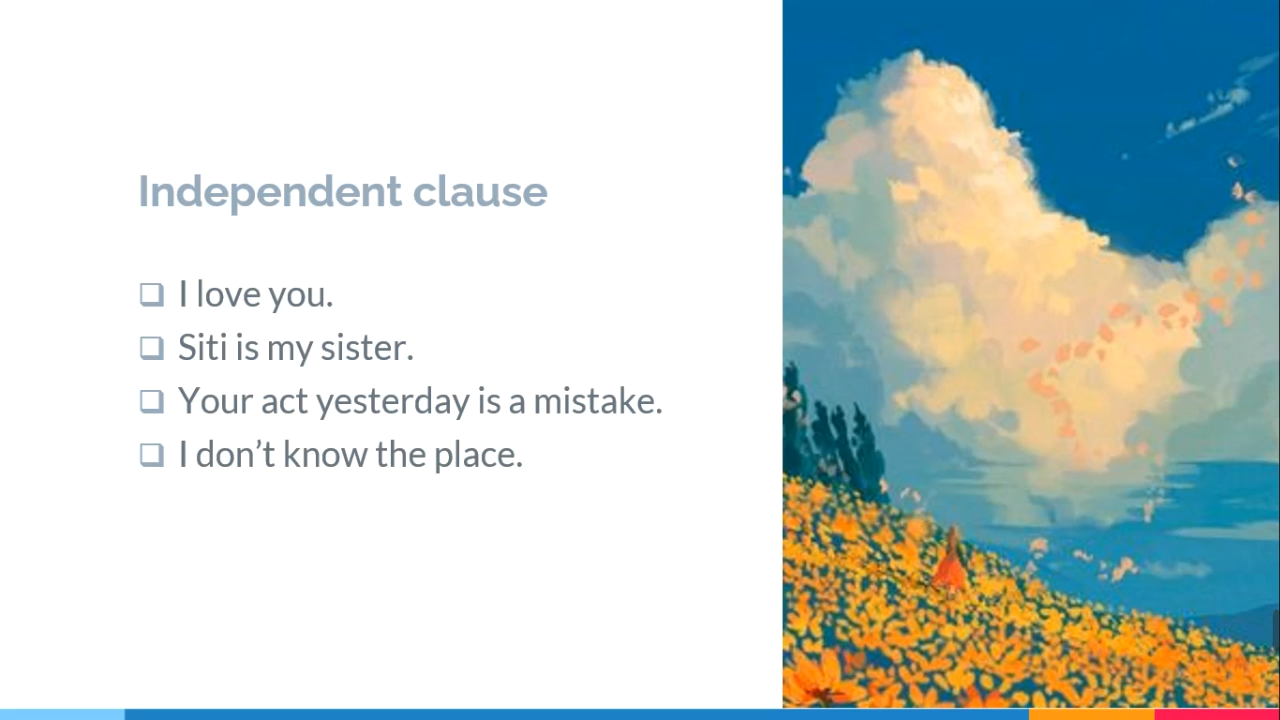 Independent clause
❑ I love you.
❑ Siti is my sister.
❑ Your act yesterday is a mistake.
❑ I don’t know the place.